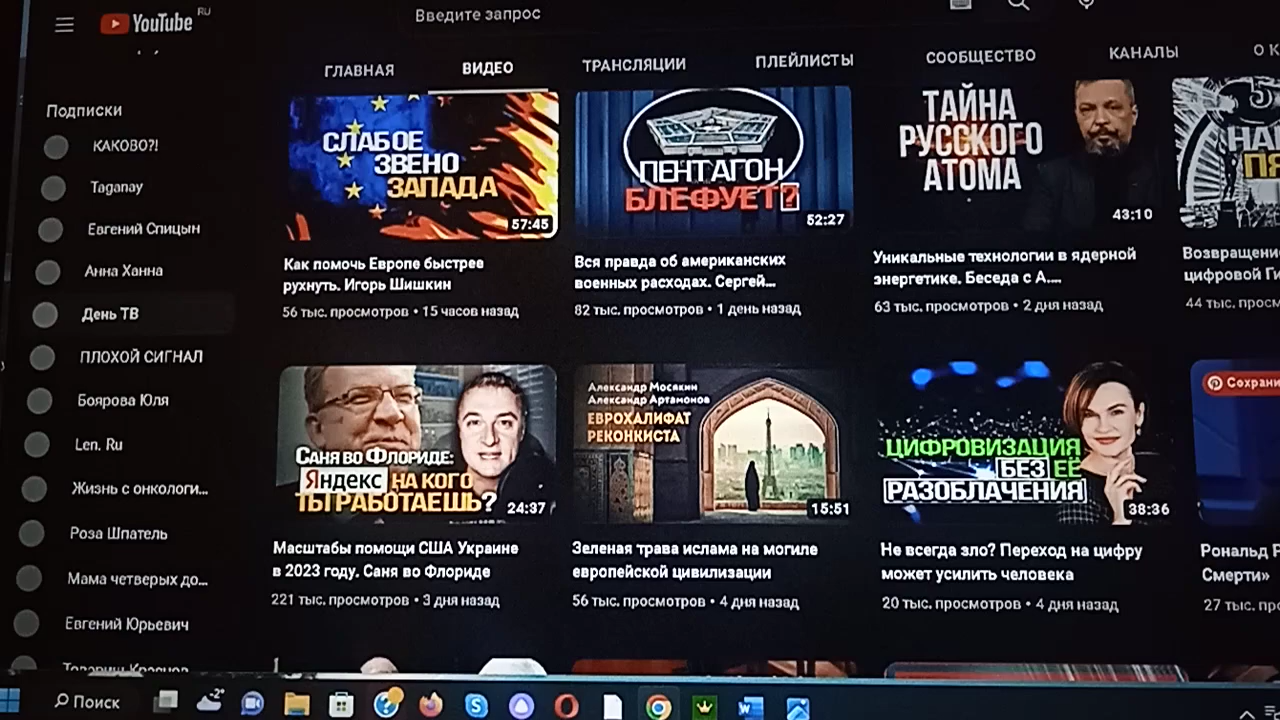 YouTube RU
Введите запрос
ГЛАВНАЯ
ВИДЕО
ТРАНСЛЯЦИИ
ПЛЕЙЛИСТЫ
СООБЩЕСТВО
КАНАЛЫ
Подписки
КАКОВО?!
Taganay
Евгений Спицын
Анна Ханна
День ТВ
ПЛОХОЙ СИГНАЛ
Боярова Юля
Len. Ru
Жизнь с онкологи...
Роза Шпатель
Мама четверых до...
Евгений Юрьевич
СЛАБОЕ
ЗВЕНО
ЗАПАДА
57:45
Как помочь Европе быстрее
рухнуть. Игорь Шишкин
56 тыс. просмотров • 15 часов назад
ПЕНТАГОН
БЛЕФУЕТ?
52:27
Вся правда об американских
военных расходах. Сергей...
82 тыс. просмотров • 1 день назад
ТАЙНА
РУССКОГО
АТОМА
43:10
Уникальные технологии в ядерной
энергетике. Беседа с А....
63 тыс. просмотров • 2 дня назад
Возвращение
цифровой Ги
44 тыс. просм
САНЯ ВО ФЛОРИДЕ:
Яндекс НА КОГО
ТЫ РАБОТАЕШЬ?
24:37
Масштабы помощи США Украине
в 2023 году. Саня во Флориде
221 тыс. просмотров • 3 дня назад
Александр Мосякин
Александр Артамонов
ЕВРОХАЛИФАТ
РЕКОНКИСТА
15:51
Зеленая трава ислама на могиле
европейской цивилизации
56 тыс. просмотров • 4 дня назад
ЦИФРОВИЗАЦИЯ
БЕЗ ЕЁ
РАЗОБЛАЧЕНИЯ
38:36
Не всегда зло? Переход на цифру
может усилить человека
20 тыс. просмотров • 4 дня назад
Сохрани
Рональд Р
Смерти»
27 тыс. пр
Поиск
-2°